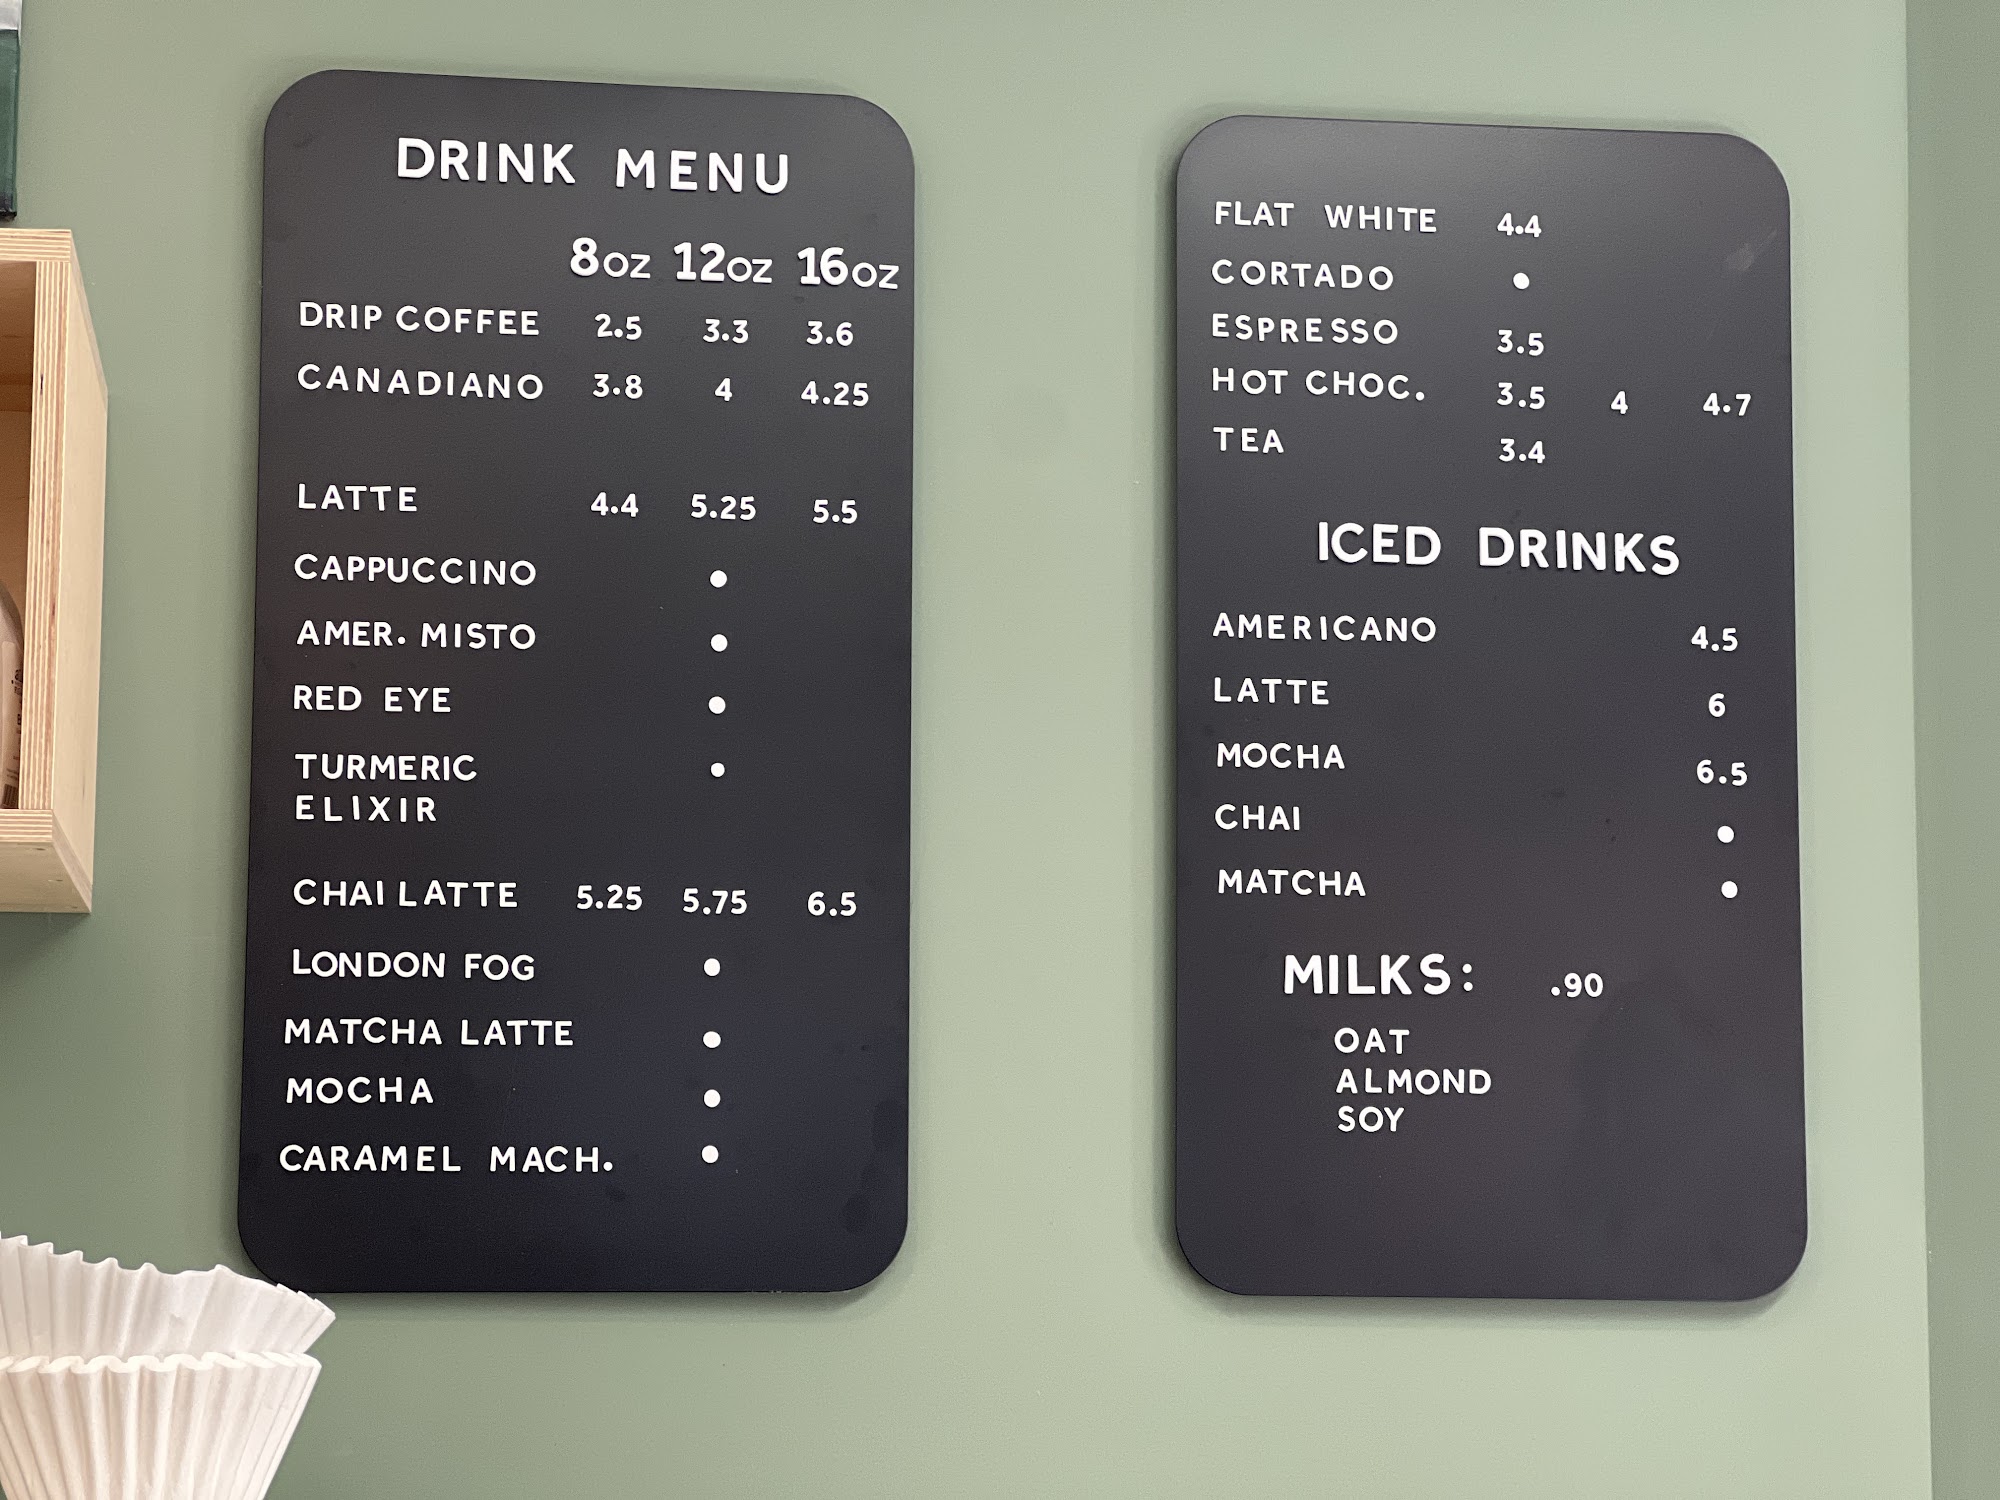 DRINK MENU
8oz 12oz 16oz
DRIP COFFEE 2.5 3.3 3.6
CANADIANO 3.8 4 4.25
LATTE 4.4 5.25 5.5
CAPPUCCINO •
AMER. MISTO •
RED EYE •
TURMERIC •
ELIXIR
CHAI LATTE 5.25 5.75 6.5
LONDON FOG •
MATCHA LATTE •
MOCHA •
CARAMEL MACH. •
FLAT WHITE 4.4
CORTADO •
ESPRESSO 3.5
HOT CHOC. 3.5 4 4.7
TEA 3.4
ICED DRINKS
AMERICANO 4.5
LATTE 6
MOCHA 6.5
CHAI •
MATCHA •
MILKS: .90
OAT
ALMOND
SOY